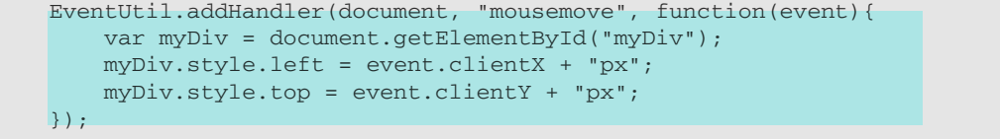 EventUtil.addHandler(document, "mousemove", function(event){
    var myDiv = document.getElementById("myDiv");
    myDiv.style.left = event.clientX + "px";
    myDiv.style.top = event.clientY + "px";
});